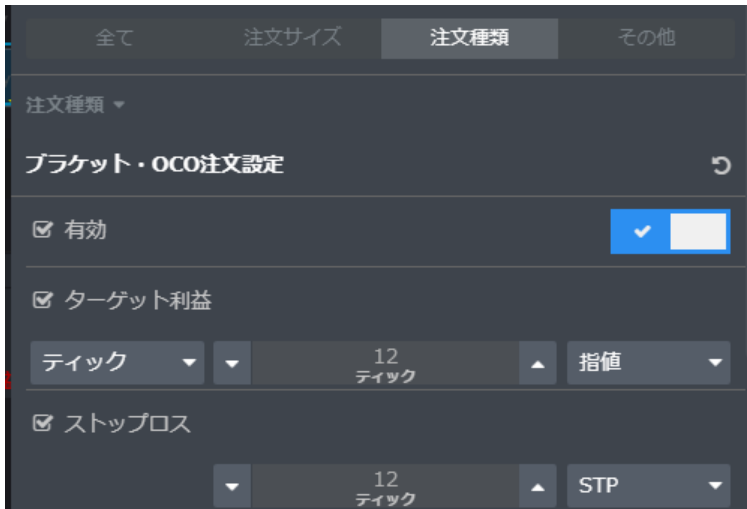 全て 注文サイズ 注文種類 その他
注文種類
ブラケット・OCO注文設定
有効
ターゲット利益
ティック 12 指値
ティック
ストップロス
12 STP
ティック